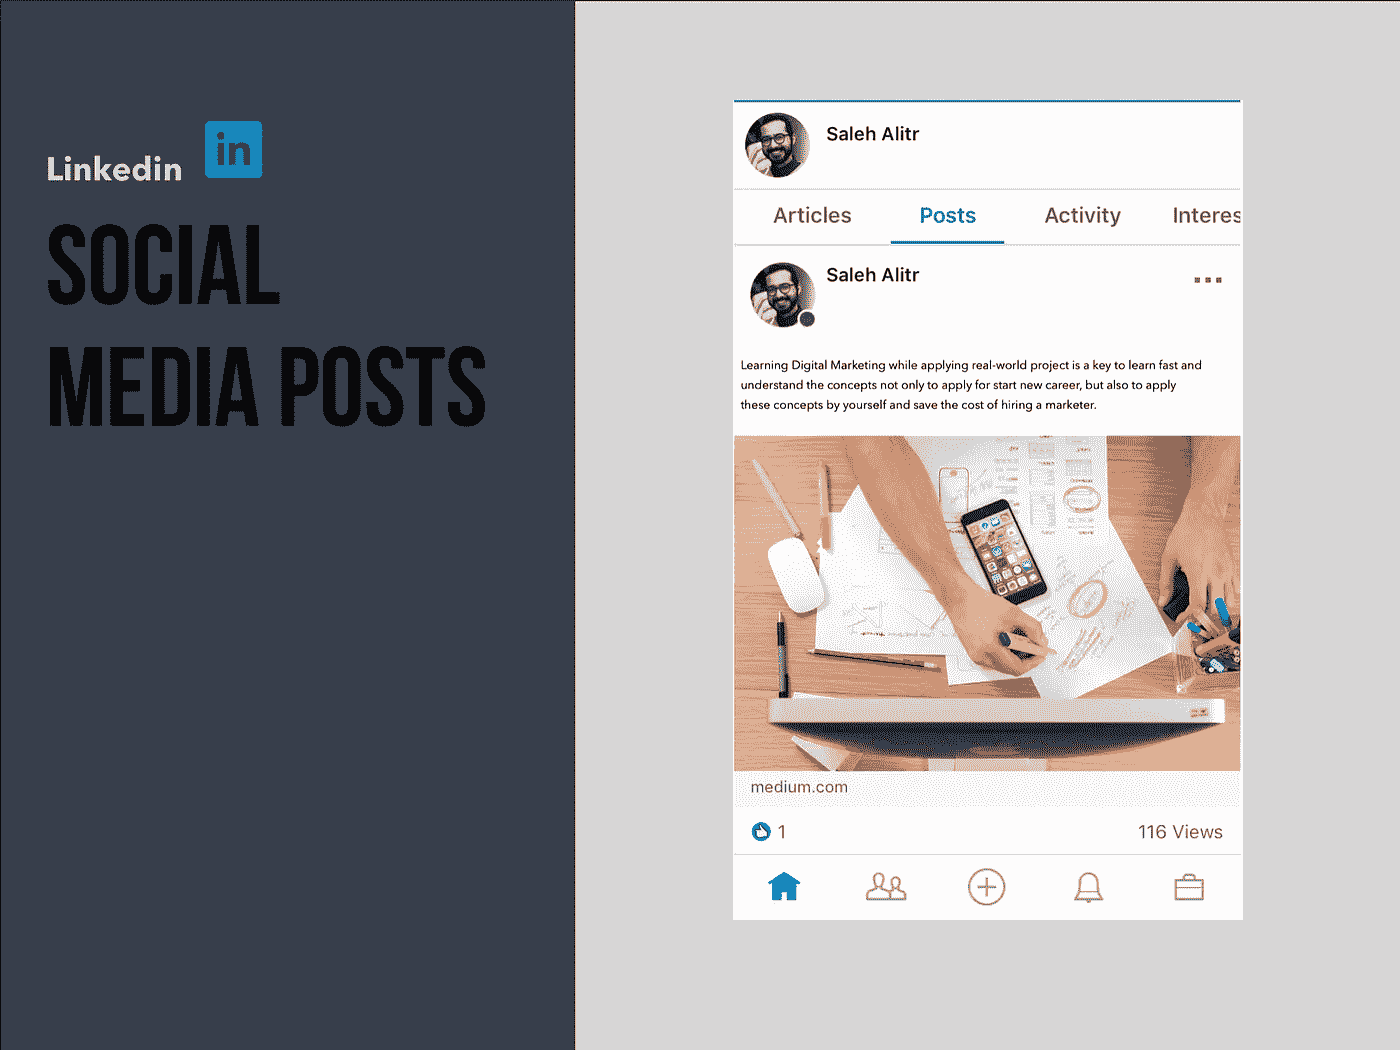 Linkedin in
SOCIAL
MEDIA POSTS
Saleh Alitr
Articles Posts Activity Interes
Saleh Alitr
Learning Digital Marketing while applying real-world project is a key to learn fast and
understand the concepts not only to apply for start new career, but also to apply
these concepts by yourself and save the cost of hiring a marketer.
medium.com
1 116 Views